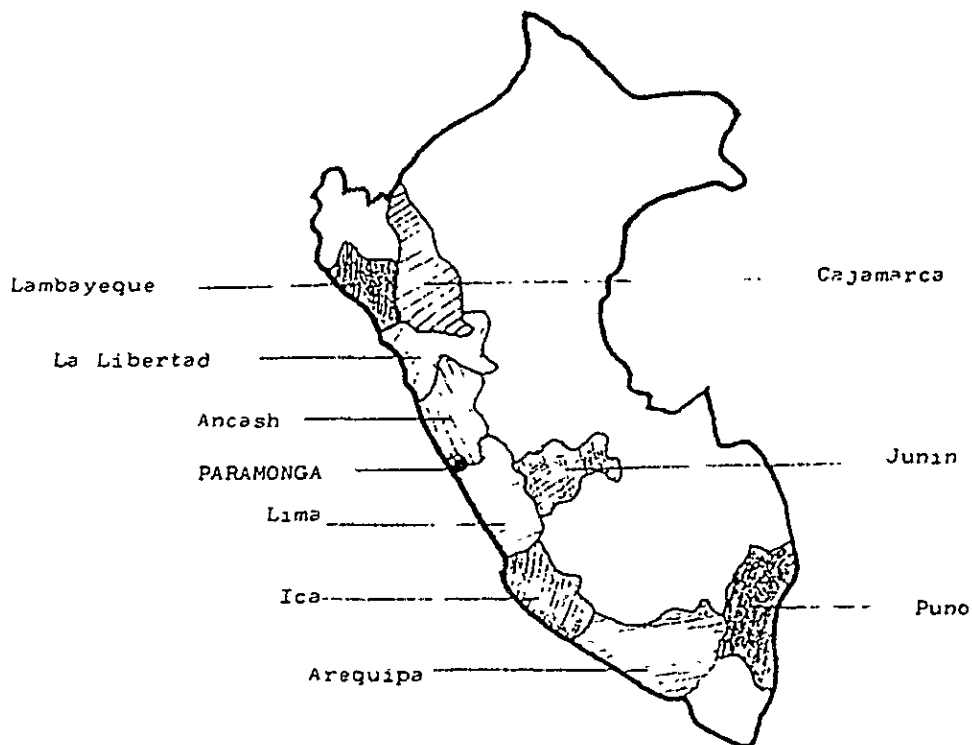 Lambayeque
Cajamarca
La Libertad
Ancash
Junin
PARAMONGA
Lima
Ica
Puno
Arequipa